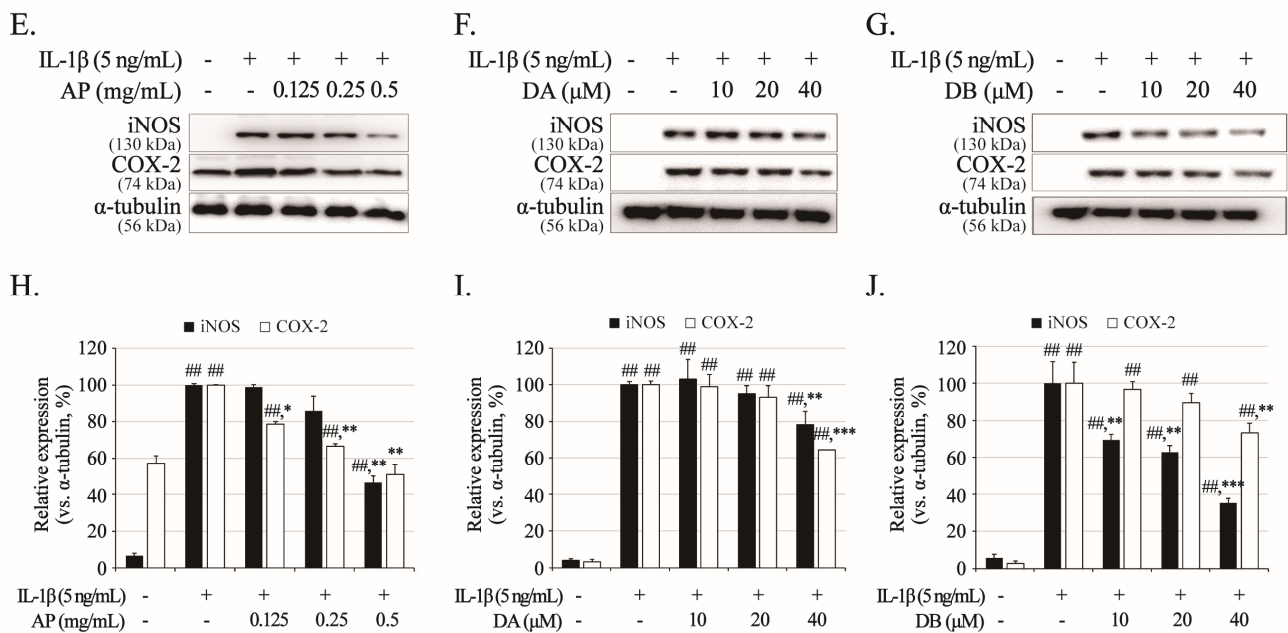 E.
IL-1β (5 ng/mL) - + + + +
AP (mg/mL) - - 0.125 0.25 0.5
iNOS
(130 kDa)
COX-2
(74 kDa)
α-tubulin
(56 kDa)
F.
IL-1β (5 ng/mL) - + + + +
DA (μM) - - 10 20 40
iNOS
(130 kDa)
COX-2
(74 kDa)
α-tubulin
(56 kDa)
G.
IL-1β (5 ng/mL) - + + + +
DB (μM) - - 10 20 40
iNOS
(130 kDa)
COX-2
(74 kDa)
α-tubulin
(56 kDa)
H.
iNOS COX-2
Relative expression
(vs. α-tubulin, %)
120
100
80
60
40
20
0
## ##
##,*
##,**
##,** **
IL-1β (5 ng/mL) - + + + +
AP (mg/mL) - - 0.125 0.25 0.5
I.
iNOS COX-2
Relative expression
(vs. α-tubulin, %)
120
100
80
60
40
20
0
## ## ## ## ## ##
##,**
##,***
IL-1β (5 ng/mL) - + + + +
DA (μM) - - 10 20 40
J.
iNOS COX-2
Relative expression
(vs. α-tubulin, %)
120
100
80
60
40
20
0
## ## ## ##
##,** ##,** ##,**
##,***
IL-1β (5 ng/mL) - + + + +
DB (μM) - - 10 20 40